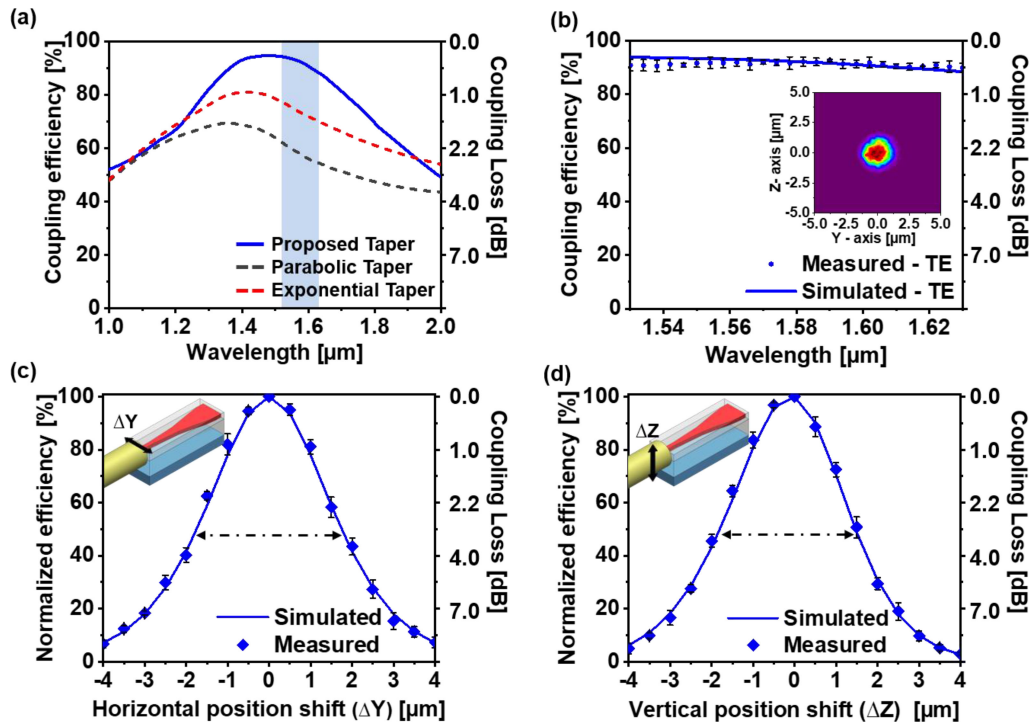 (a)
Coupling efficiency [%]
100
80
60
40
20
0
0.0
1.0
2.2
4.0
7.0
Coupling Loss [dB]
Proposed Taper
Parabolic Taper
Exponential Taper
1.0 1.2 1.4 1.6 1.8 2.0
Wavelength [µm]
(b)
Coupling efficiency [%]
100
80
60
40
20
0
0.0
1.0
2.2
4.0
7.0
Coupling Loss [dB]
Z- axis [µm]
5.0
2.5
0.0
-2.5
-5.0
-5.0 -2.5 0.0 2.5 5.0
Y - axis [µm]
Measured - TE
Simulated - TE
1.54 1.56 1.58 1.60 1.62
Wavelength [µm]
(c)
Normalized efficiency [%]
100
80
60
40
20
0
0.0
1.0
2.2
4.0
7.0
Coupling Loss [dB]
ΔY
Simulated
Measured
-4 -3 -2 -1 0 1 2 3 4
Horizontal position shift (ΔY) [µm]
(d)
Normalized efficiency [%]
100
80
60
40
20
0
0.0
1.0
2.2
4.0
7.0
Coupling Loss [dB]
ΔZ
Simulated
Measured
-4 -3 -2 -1 0 1 2 3 4
Vertical position shift (ΔZ) [µm]